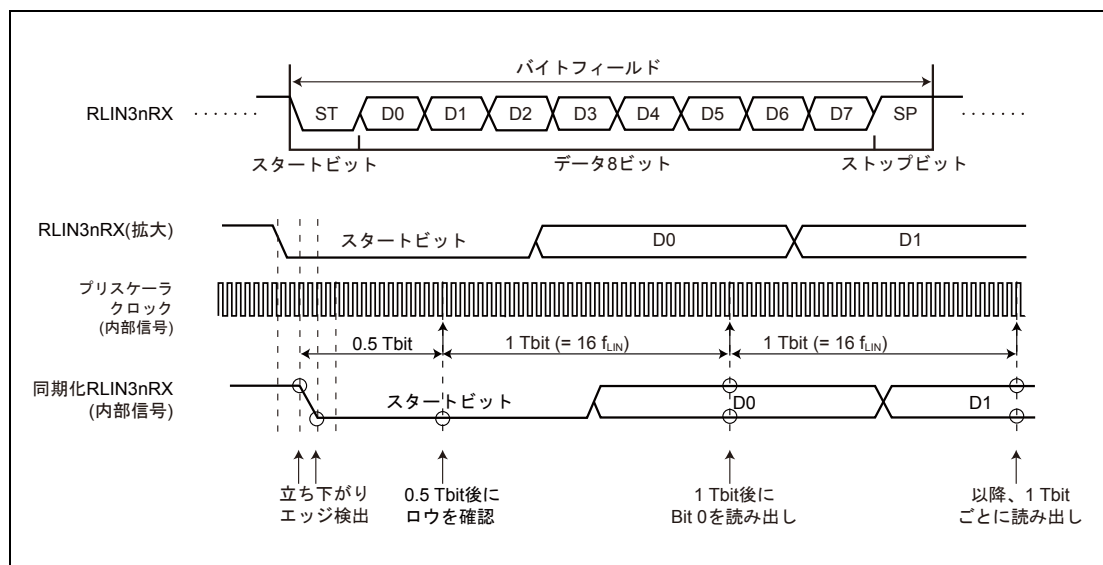 バイトフィールド
RLIN3nRX ‥‥‥ ST D0 D1 D2 D3 D4 D5 D6 D7 SP ‥‥‥
スタートビット データ8ビット ストップビット
RLIN3nRX(拡大) スタートビット D0 D1
プリスケーラ
クロック
(内部信号)
0.5 Tbit 1 Tbit (= 16 fLIN) 1 Tbit (= 16 fLIN)
同期化RLIN3nRX
(内部信号)
スタートビット D0 D1
立ち下がり
エッジ検出
0.5 Tbit後に
ロウを確認
1 Tbit後に
Bit 0を読み出し
以降、1 Tbit
ごとに読み出し